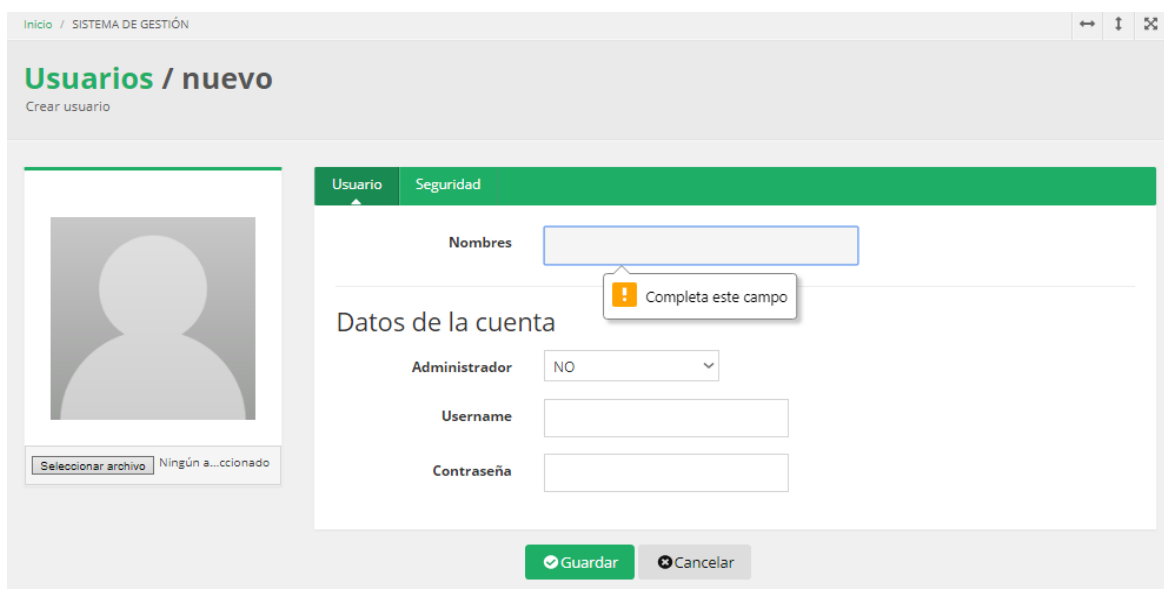 Inicio / SISTEMA DE GESTIÓN
Usuarios / nuevo
Crear usuario
Usuario Seguridad
Nombres
Completa este campo
Datos de la cuenta
Administrador NO
Username
Seleccionar archivo Ningún a...ccionado
Contraseña
Guardar Cancelar